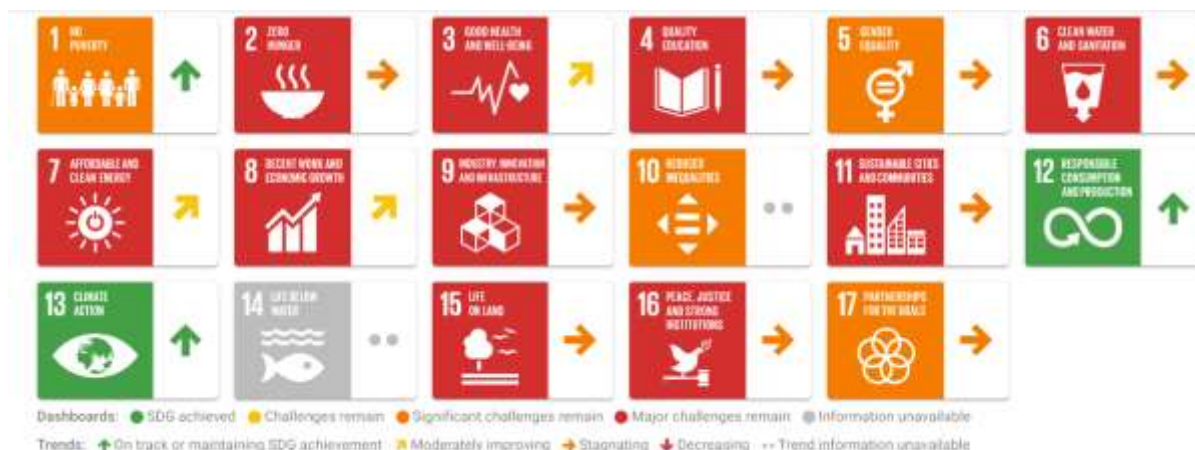 1 NO POVERTY
2 ZERO HUNGER
3 GOOD HEALTH AND WELL-BEING
4 QUALITY EDUCATION
5 GENDER EQUALITY
6 CLEAN WATER AND SANITATION
7 AFFORDABLE AND CLEAN ENERGY
8 DECENT WORK AND ECONOMIC GROWTH
9 INDUSTRY, INNOVATION AND INFRASTRUCTURE
10 REDUCED INEQUALITIES
11 SUSTAINABLE CITIES AND COMMUNITIES
12 RESPONSIBLE CONSUMPTION AND PRODUCTION
13 CLIMATE ACTION
14 LIFE BELOW WATER
15 LIFE ON LAND
16 PEACE, JUSTICE AND STRONG INSTITUTIONS
17 PARTNERSHIPS FOR THE GOALS
Dashboards: SDG achieved Challenges remain Significant challenges remain Major challenges remain Information unavailable
Trends: On track or maintaining SDG achievement Moderately improving Stagnating Decreasing Trend information unavailable